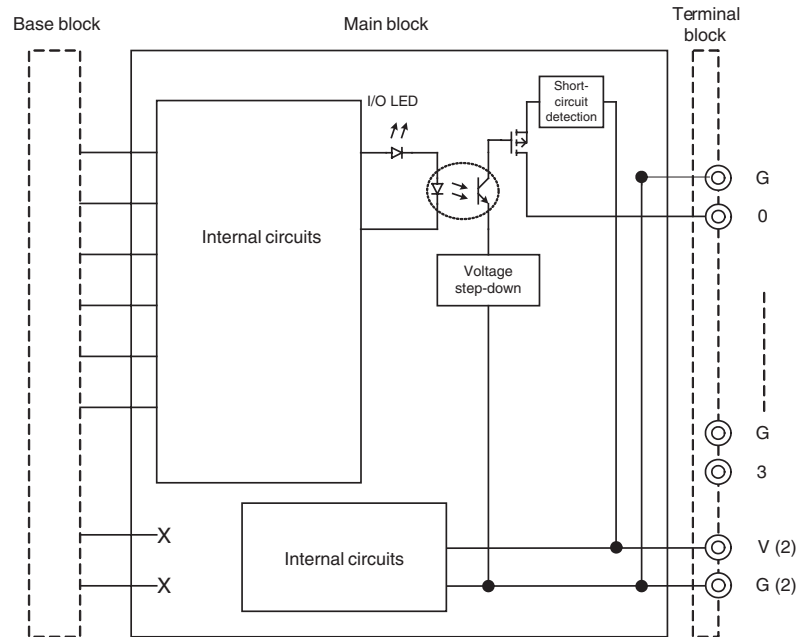 Base block
Main block
Terminal
block
Short-
circuit
detection
I/O LED
G
0
Internal circuits
Voltage
step-down
G
3
X
V (2)
Internal circuits
X
G (2)